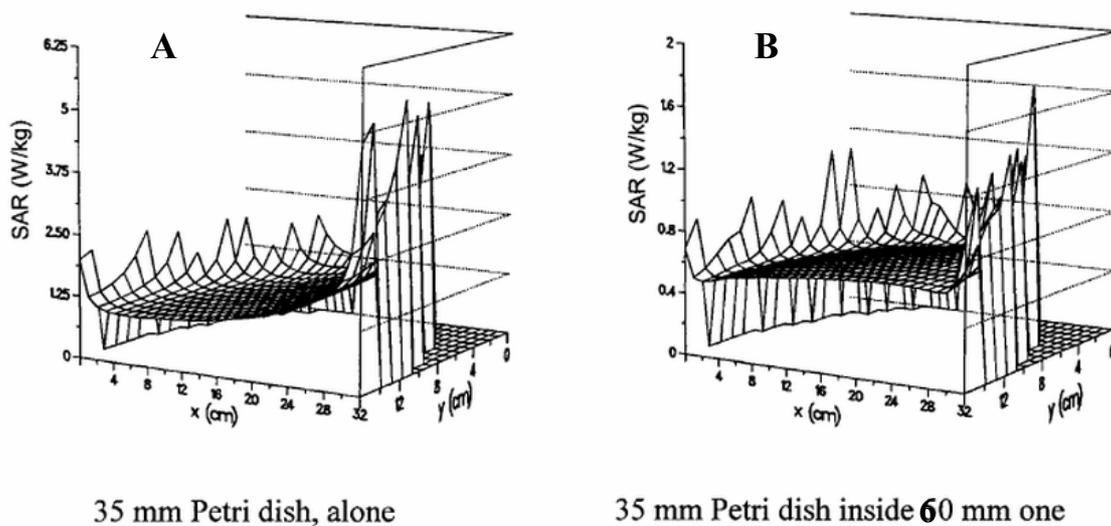 A
SAR (W/kg)
6.25
5
3.75
2.50
1.25
0
4 8 12 16 20 24 28 32
x (cm)
12 8 4 0
y (cm)
35 mm Petri dish, alone
B
SAR (W/kg)
2
1.6
1.2
0.8
0.4
0
4 8 12 16 20 24 28 32
x (cm)
12 8 4
y (cm)
35 mm Petri dish inside 60 mm one